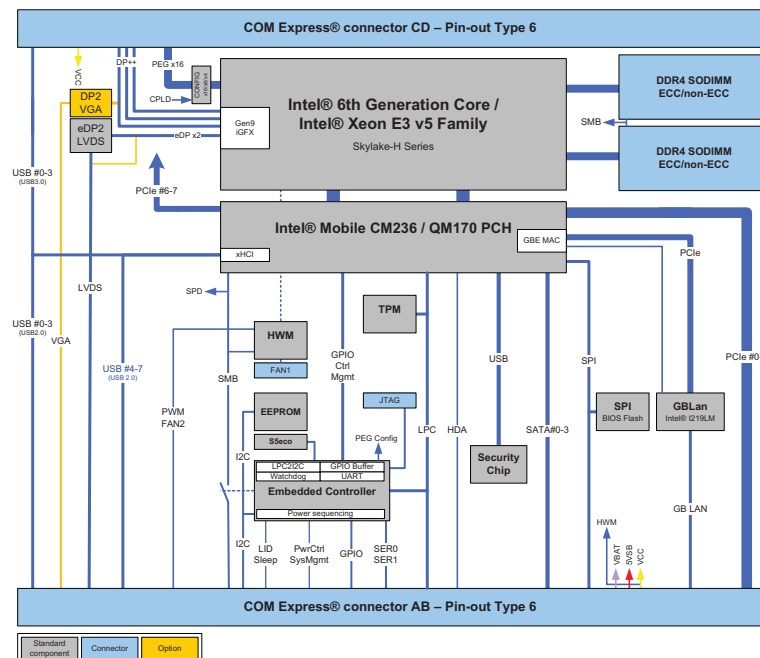 COM Express® connector CD – Pin-out Type 6
DP++
PEG x16
CONFIG
VCC
CPLD
DP2
VGA
eDP2
LVDS
eDP x2
Gen9
iGFX
Intel® 6th Generation Core /
Intel® Xeon E3 v5 Family
Skylake-H Series
DDR4 SODIMM
ECC/non-ECC
SMB
DDR4 SODIMM
ECC/non-ECC
USB #0-3
(USB3.0)
PCIe #6-7
Intel® Mobile CM236 / QM170 PCH
GBE MAC
xHCI
PCIe
LVDS
SPD
TPM
USB #0-3
(USB2.0)
VGA
HWM
FAN1
GPIO
Ctrl
Mgmt
USB
SPI
PCIe #0-
USB #4-7
(USB 2.0)
SMB
PWM
FAN2
EEPROM
JTAG
SPI
BIOS Flash
GBLan
Intel® I219LM
S5eco
PEG Config
LPC
HDA
SATA#0-3
I2C
LPC2I2C
GPIO Buffer
Watchdog
UART
Embedded Controller
Power sequencing
Security
Chip
GB LAN
I2C
LID
Sleep
PwrCtrl
SysMgmt
GPIO
SER0
SER1
HWM
VBAT
5VSB
VCC
COM Express® connector AB – Pin-out Type 6
Standard
component
Connector
Option